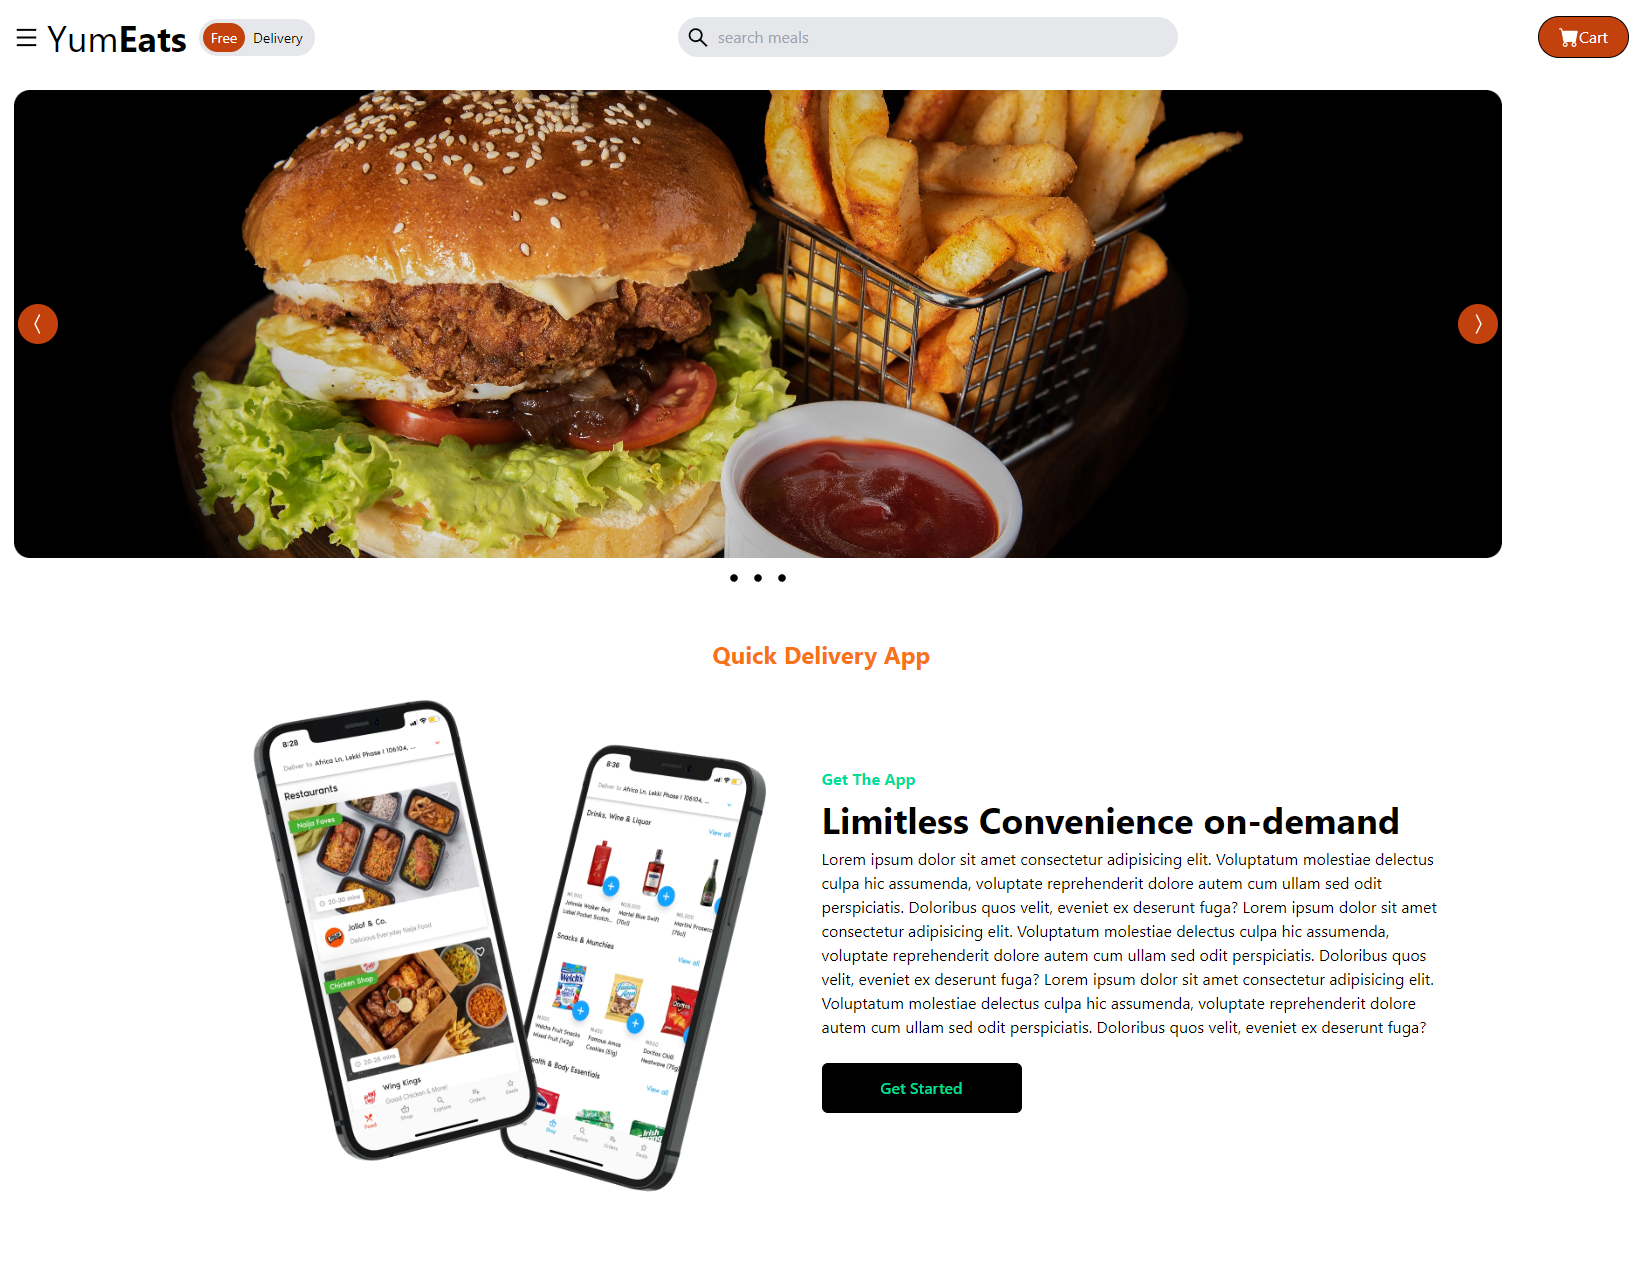 YumEats
Free
Delivery
search meals
Cart
Quick Delivery App
8:28
Deliver to Africa Ln, Lekki Phase I 106104, ...
Restaurants
Naija Faves
20-30 mins
Jollof & Co.
Delicious Everyday Naija Food
Chicken Shop
20-25 mins
Wing Kings
Good Chicken & More!
Food
Shop
Explore
Orders
Deals
8:36
Deliver to Africa Ln, Lekki Phase I 106104, ...
Drinks, Wine & Liquor
View all
Johnnie Walker Red
Label Pocket Scotch...
Martel Blue Swift
(70cl)
Martini Prosecc
(75cl)
Snacks & Munchies
View all
Welch's
Famous Amos
Doritos
Welchs Fruit Snacks
Mixed Fruit (142g)
Famous Amos
Cookies (51g)
Doritos Chilli
Heatwave (70g)
ealth & Body Essentials
View all
Irish
Shop
Explore
Orders
Deals
Get The App
Limitless Convenience on-demand
Lorem ipsum dolor sit amet consectetur adipisicing elit. Voluptatum molestiae delectus
culpa hic assumenda, voluptate reprehenderit dolore autem cum ullam sed odit
perspiciatis. Doloribus quos velit, eveniet ex deserunt fuga? Lorem ipsum dolor sit amet
consectetur adipisicing elit. Voluptatum molestiae delectus culpa hic assumenda,
voluptate reprehenderit dolore autem cum ullam sed odit perspiciatis. Doloribus quos
velit, eveniet ex deserunt fuga? Lorem ipsum dolor sit amet consectetur adipisicing elit.
Voluptatum molestiae delectus culpa hic assumenda, voluptate reprehenderit dolore
autem cum ullam sed odit perspiciatis. Doloribus quos velit, eveniet ex deserunt fuga?
Get Started